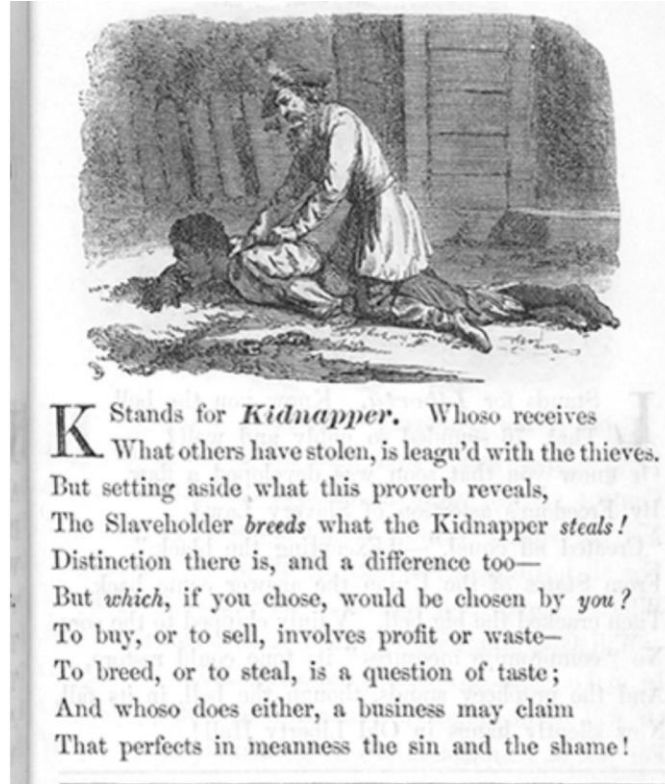 K Stands for Kidnapper. Whoso receives
What others have stolen, is leagu'd with the thieves.
But setting aside what this proverb reveals,
The Slaveholder breeds what the Kidnapper steals!
Distinction there is, and a difference too—
But which, if you chose, would be chosen by you?
To buy, or to sell, involves profit or waste—
To breed, or to steal, is a question of taste;
And whoso does either, a business may claim
That perfects in meanness the sin and the shame!